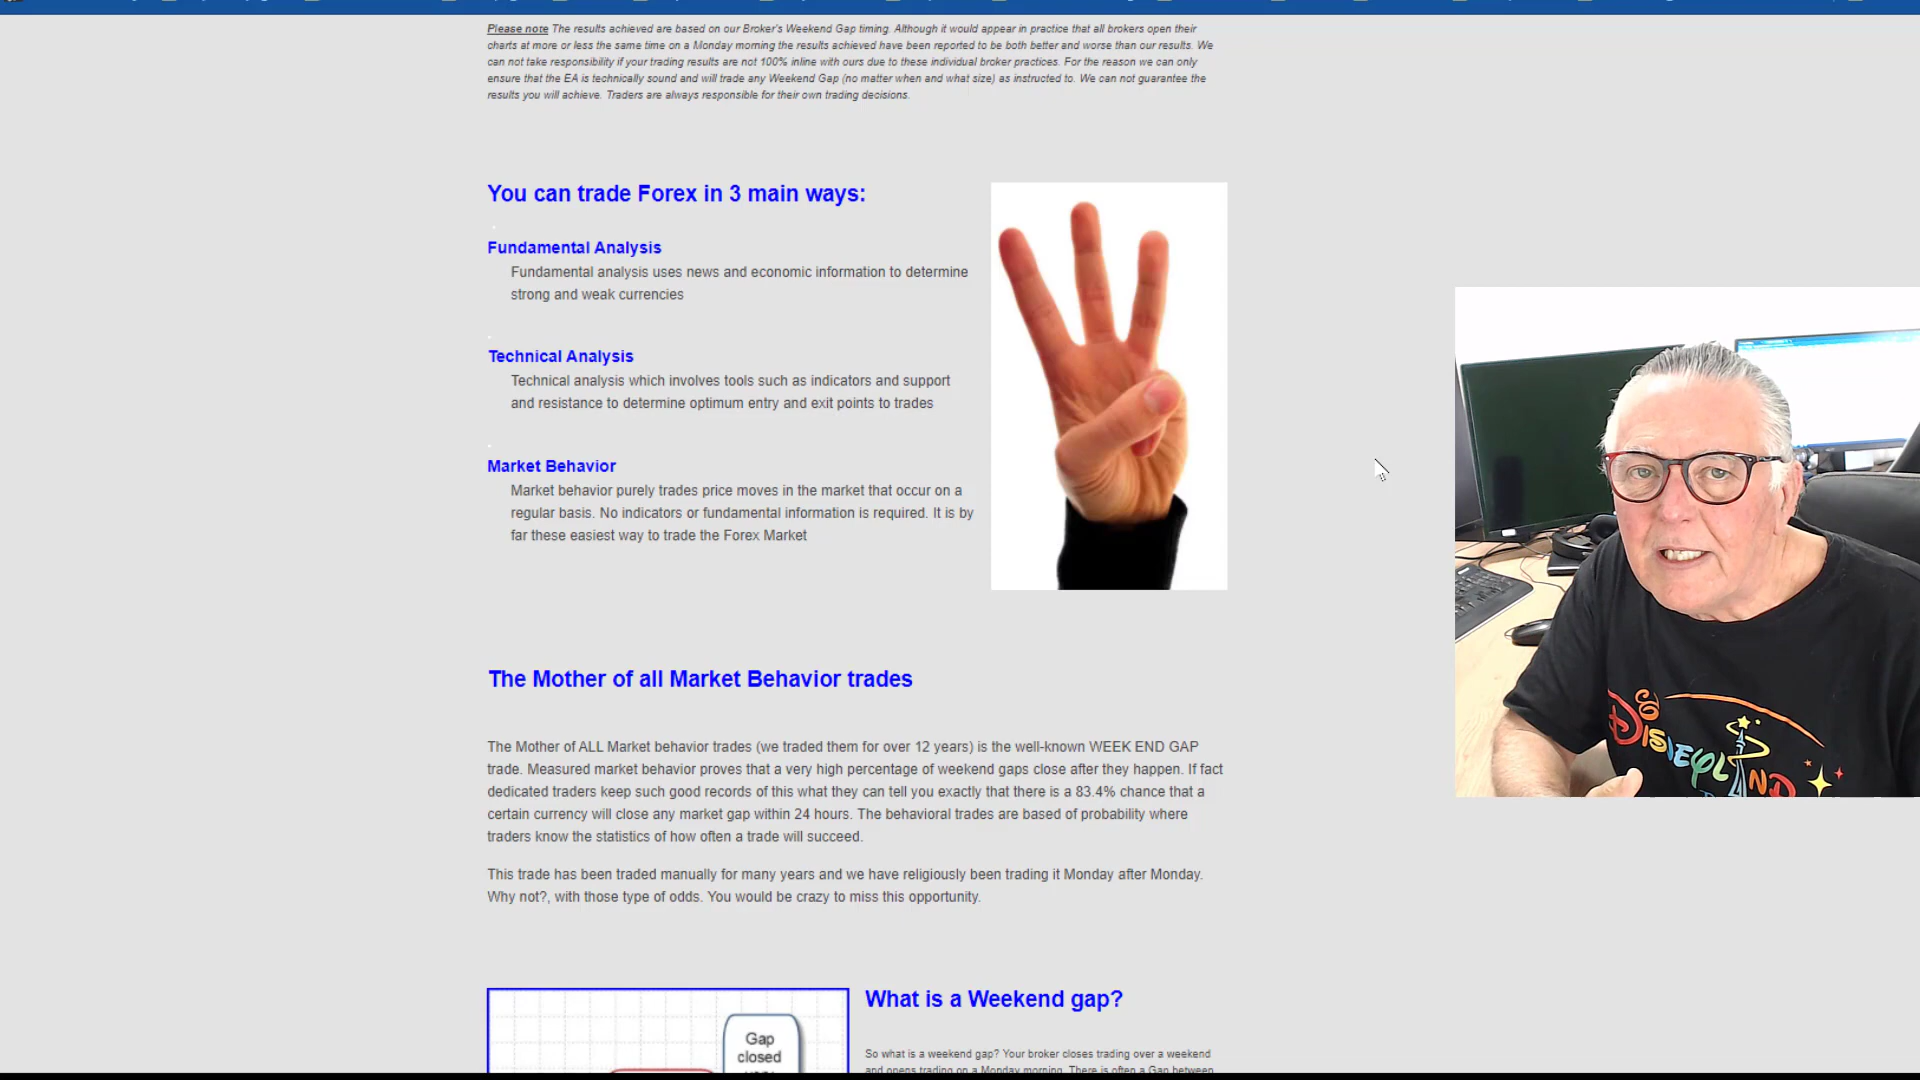 Please note The results achieved are based on our Broker's Weekend Gap timing. Although it would appear in practice that all brokers open their
charts at more or less the same time on a Monday morning the results achieved have been reported to be both better and worse than our results. We
can not take responsibility if your trading results are not 100% inline with ours due to these individual broker practices. For the reason we can only
ensure that the EA is technically sound and will trade any Weekend Gap (no matter when and what size) as instructed to. We can not guarantee the
results you will achieve. Traders are always responsible for their own trading decisions.
You can trade Forex in 3 main ways:
Fundamental Analysis
Fundamental analysis uses news and economic information to determine
strong and weak currencies
Technical Analysis
Technical analysis which involves tools such as indicators and support
and resistance to determine optimum entry and exit points to trades
Market Behavior
Market behavior purely trades price moves in the market that occur on a
regular basis. No indicators or fundamental information is required. It is by
far these easiest way to trade the Forex Market
DISNEYLAND
The Mother of all Market Behavior trades
The Mother of ALL Market behavior trades (we traded them for over 12 years) is the well-known WEEK END GAP
trade. Measured market behavior proves that a very high percentage of weekend gaps close after they happen. If fact
dedicated traders keep such good records of this what they can tell you exactly that there is a 83.4% chance that a
certain currency will close any market gap within 24 hours. The behavioral trades are based of probability where
traders know the statistics of how often a trade will succeed.
This trade has been traded manually for many years and we have religiously been trading it Monday after Monday.
Why not?, with those type of odds. You would be crazy to miss this opportunity.
Gap
closed
What is a Weekend gap?
So what is a weekend gap? Your broker closes trading over a weekend
and opens trading on a Monday morning. There is often a Gap between